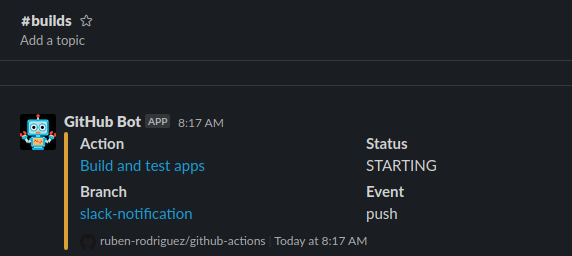 #builds
Add a topic
GitHub Bot APP 8:17 AM
Action Status
Build and test apps STARTING
Branch Event
slack-notification push
ruben-rodriguez/github-actions | Today at 8:17 AM